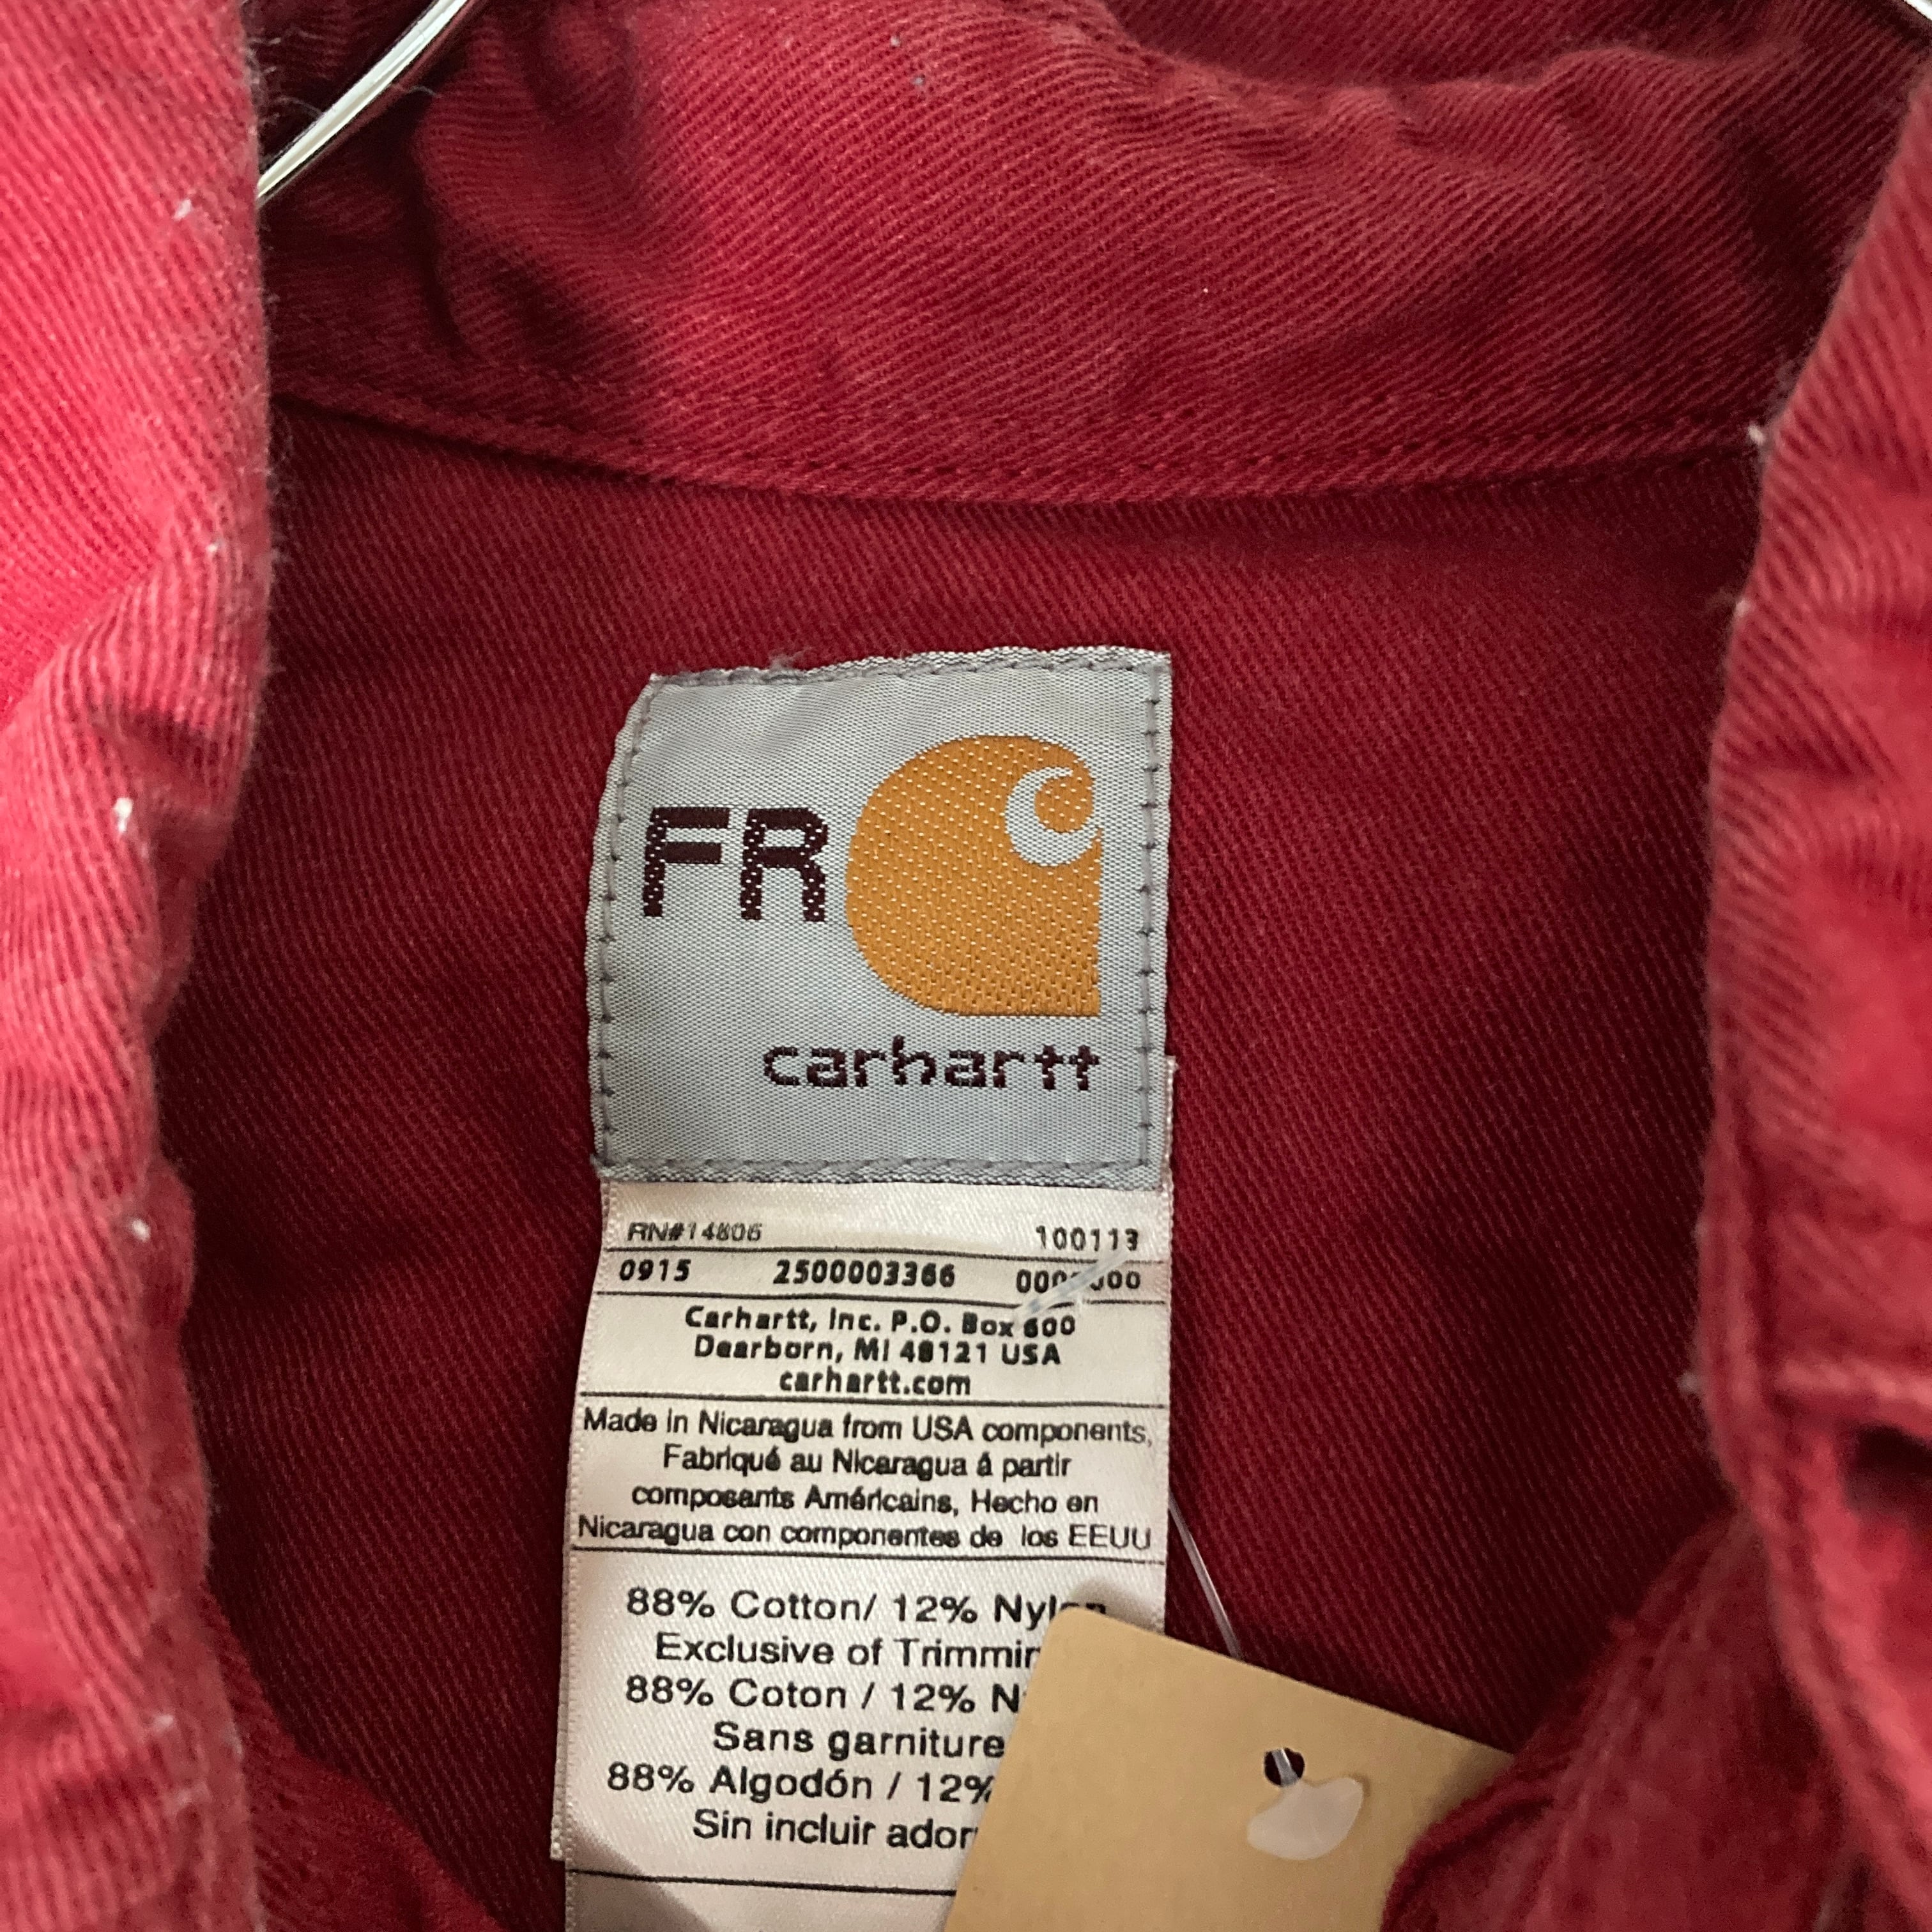 FR
carhartt
RN#14806 100113
0915 2500003366
Carhartt, Inc. P.O. Box 600
Dearborn, MI 48121 USA
carhartt.com
Made in Nicaragua from USA components,
Fabriqué au Nicaragua á partir
composants Américains, Hecho en
Nicaragua con componentes de los EEUU
88% Cotton/ 12% Nylon
Exclusive of
88% Coton / 12%
Sans garniture
88% Algodón / 12%
Sin incluir